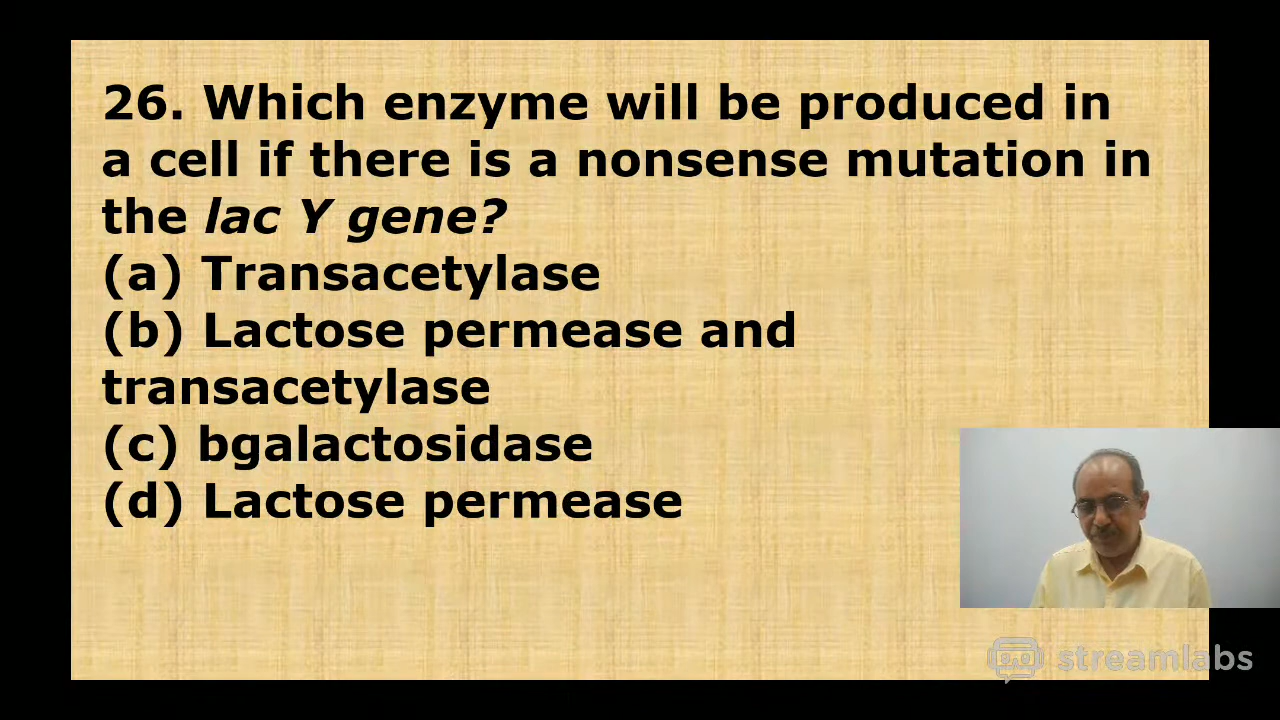 26. Which enzyme will be produced in
a cell if there is a nonsense mutation in
the lac Y gene?
(a) Transacetylase
(b) Lactose permease and
transacetylase
(c) bgalactosidase
(d) Lactose permease
streamlabs